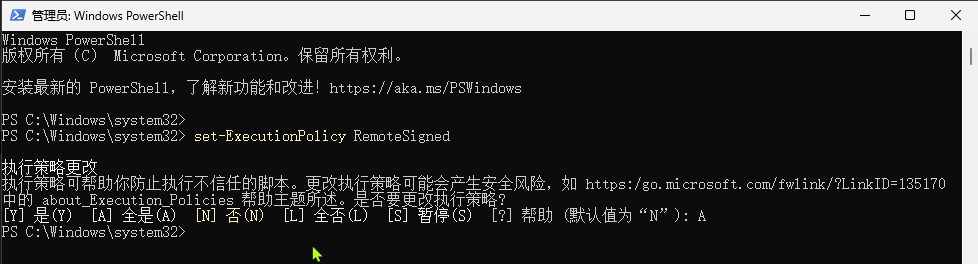 管理员: Windows PowerShell
Windows PowerShell
版权所有（C） Microsoft Corporation。保留所有权利。
安装最新的 PowerShell，了解新功能和改进！https://aka.ms/PSWindows
PS C:\Windows\system32>
PS C:\Windows\system32> set-ExecutionPolicy RemoteSigned
执行策略更改
执行策略可帮助你防止执行不信任的脚本。更改执行策略可能会产生安全风险，如 https:/go.microsoft.com/fwlink/?LinkID=135170
中的 about_Execution_Policies 帮助主题所述。是否要更改执行策略?
[Y] 是(Y)  [A] 全是(A)  [N] 否(N)  [L] 全否(L)  [S] 暂停(S)  [?] 帮助 (默认值为“N”): A
PS C:\Windows\system32>